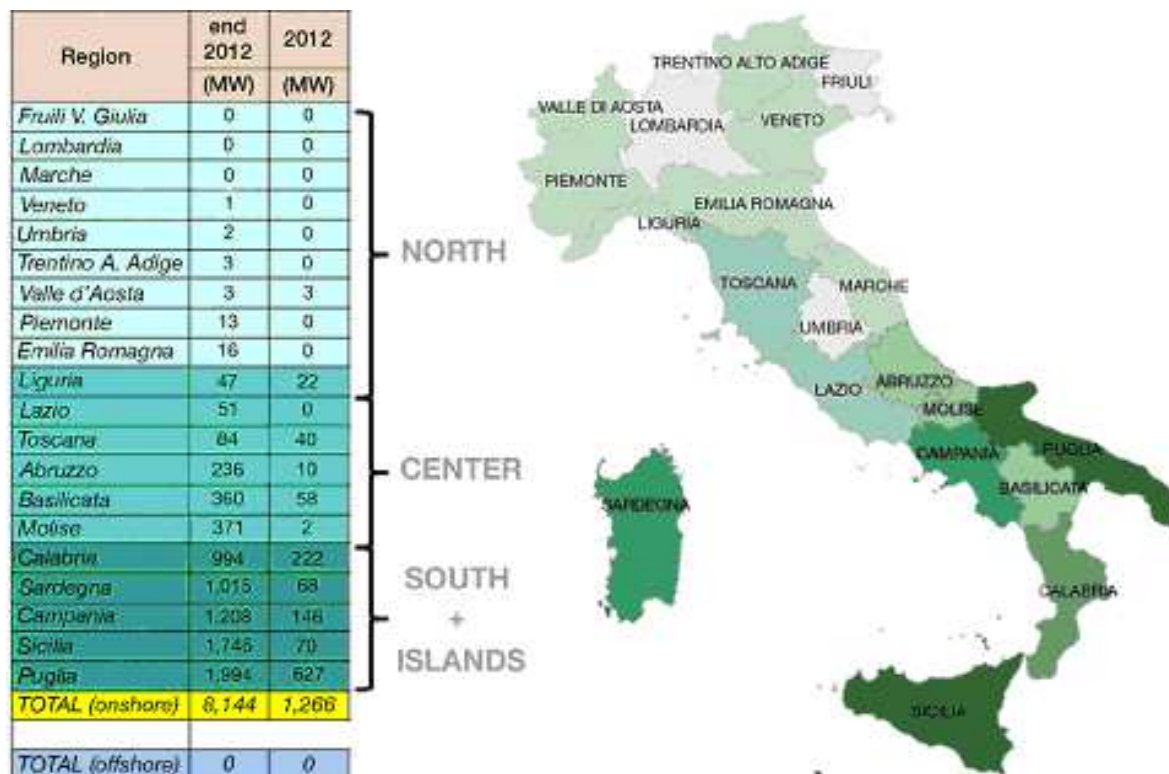 Region end 2012 2012
(MW) (MW)
Fruili V. Giulia 0 0
Lombardia 0 0
Marche 0 0
Veneto 1 0
Umbria 2 0
Trentino A. Adige 3 0
Valle d'Aosta 3 3
Piemonte 13 0
Emilia Romagna 16 0
Liguria 47 22
Lazio 51 0
Toscana 84 40
Abruzzo 236 10
Basilicata 360 58
Molise 371 2
Calabria 994 222
Sardegna 1,015 68
Campania 1,208 146
Sicilia 1,745 70
Puglia 1,994 627
TOTAL (onshore) 8,144 1,266
TOTAL (offshore) 0 0
NORTH
CENTER
SOUTH
+
ISLANDS
TRENTINO ALTO ADIGE
FRIULI
VALLE DI AOSTA
LOMBARDIA
VENETO
PIEMONTE
EMILIA ROMAGNA
LIGURIA
TOSCANA
MARCHE
UMBRIA
LAZIO
ABRUZZO
MOLISE
CAMPANIA
PUGLIA
BASILICATA
SARDEGNA
CALABRIA
SICILIA